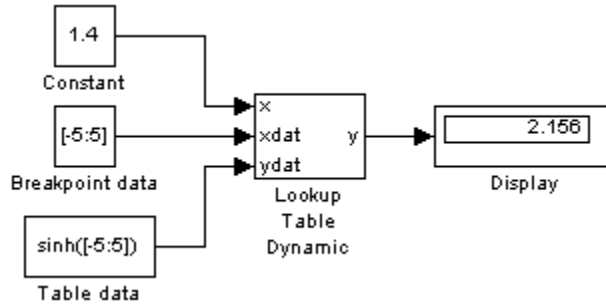 1.4
Constant
[-5:5]
Breakpoint data
sinh([-5:5])
Table data
x
xdat
ydat
y
Lookup
Table
Dynamic
2.156
Display